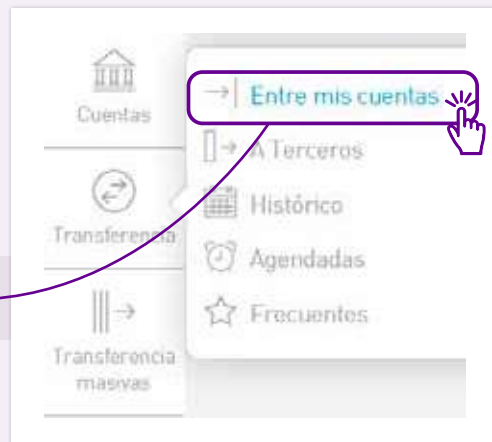 Cuentas
Transferencia
Transferencia
masivas
Entre mis cuentas
A Terceros
Histórico
Agendadas
Frecuentes